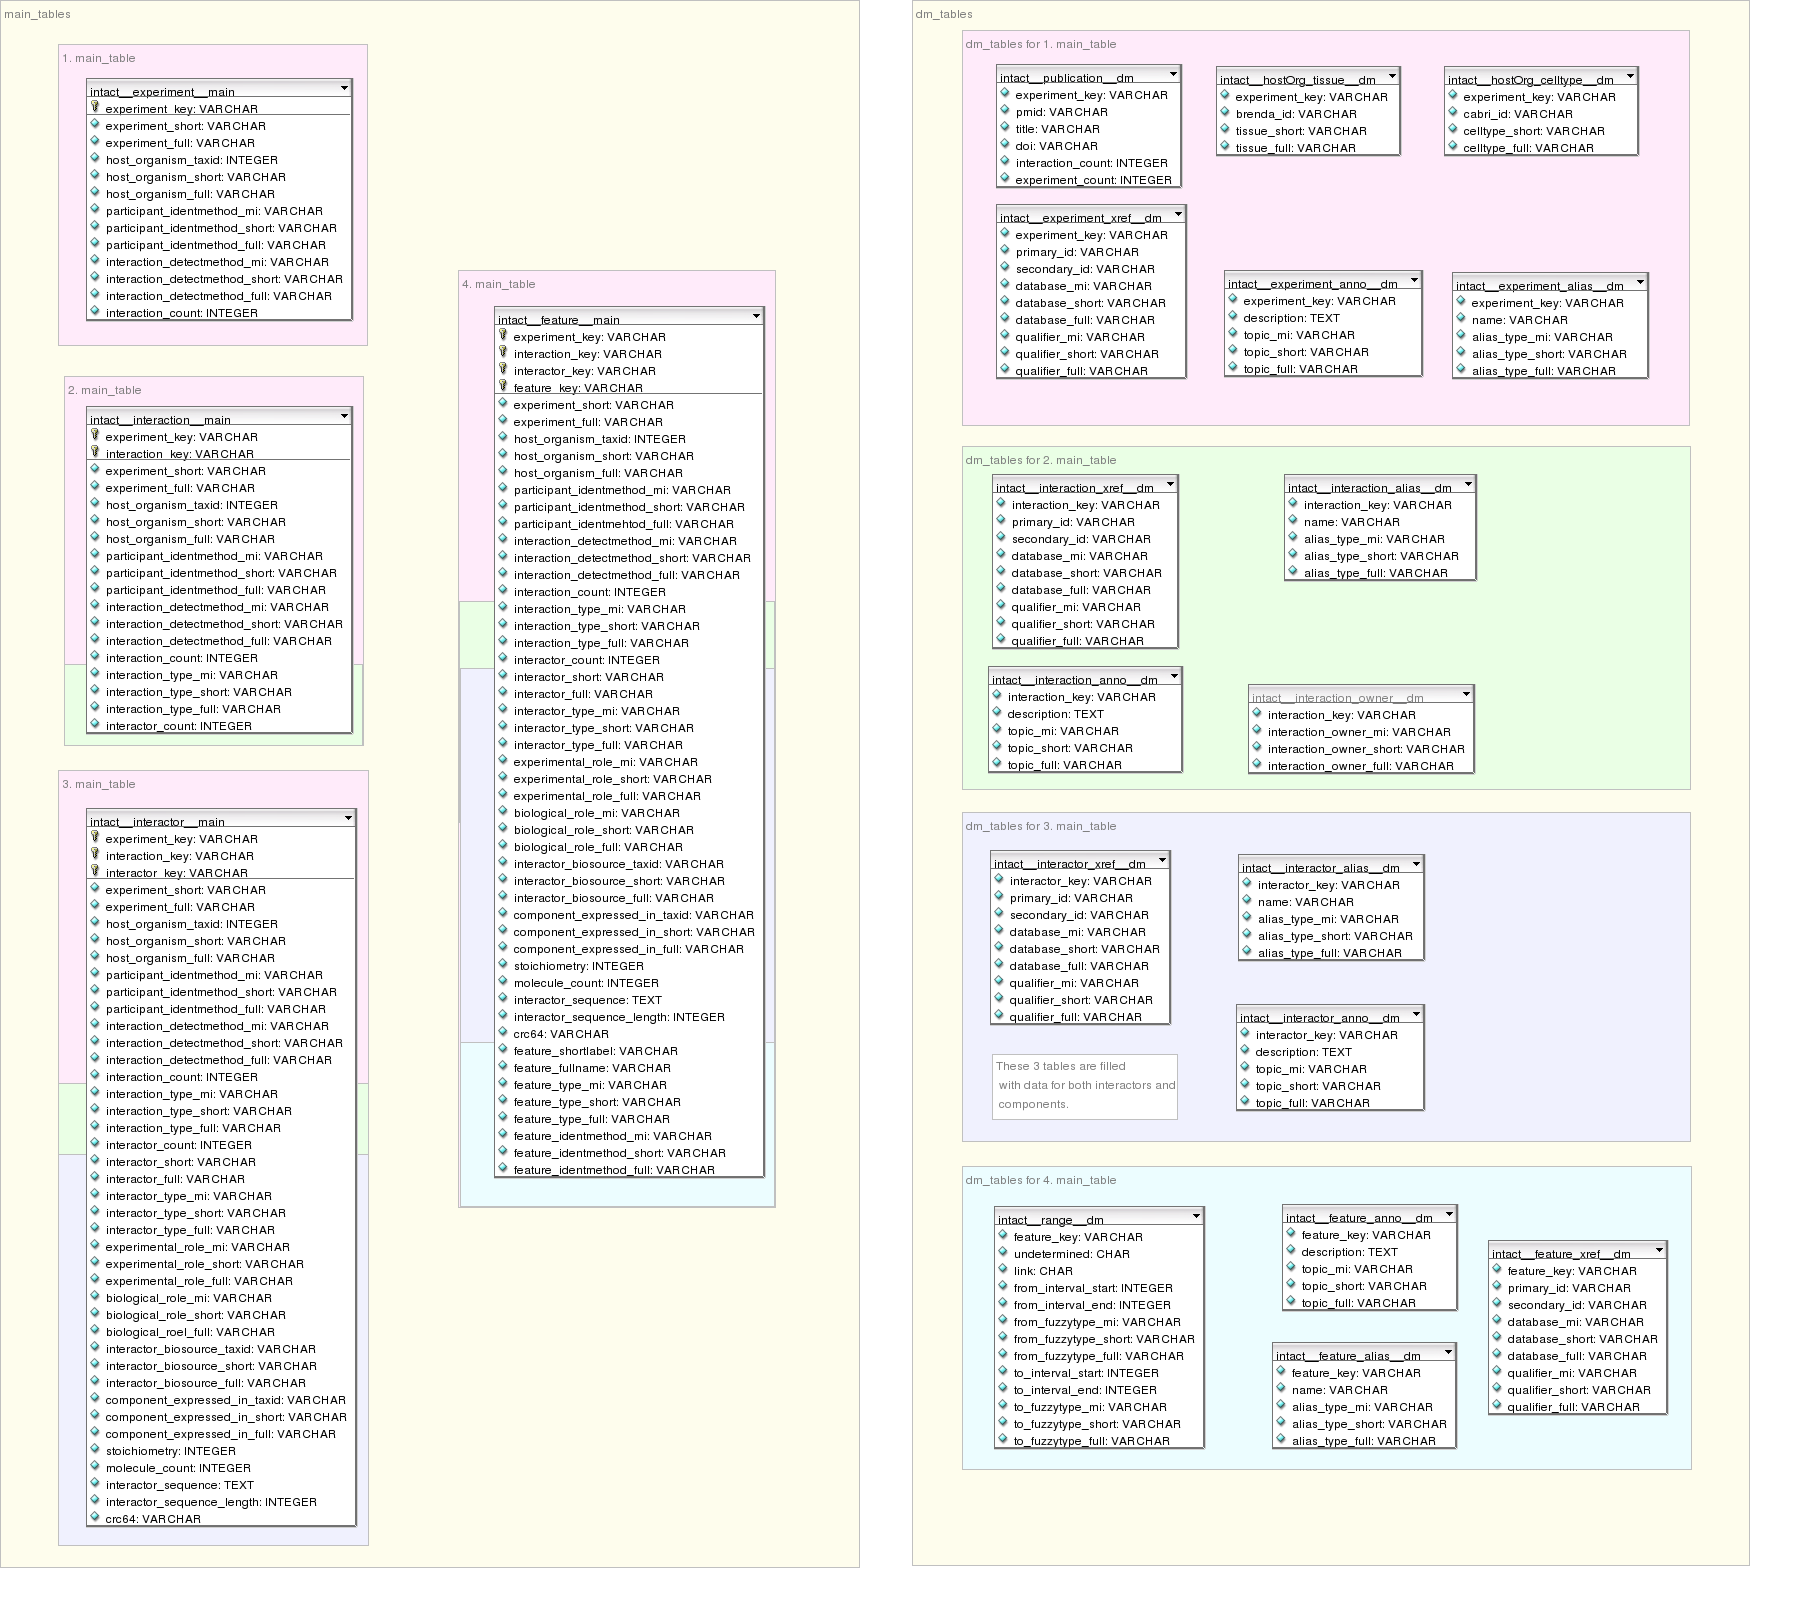 main_tables
1. main_table
intact__experiment__main
experiment_key: VARCHAR
experiment_short: VARCHAR
experiment_full: VARCHAR
host_organism_taxid: INTEGER
host_organism_short: VARCHAR
host_organism_full: VARCHAR
participant_identmethod_mi: VARCHAR
participant_identmethod_short: VARCHAR
participant_identmethod_full: VARCHAR
interaction_detectmethod_mi: VARCHAR
interaction_detectmethod_short: VARCHAR
interaction_detectmethod_full: VARCHAR
interaction_count: INTEGER
2. main_table
intact__interaction__main
experiment_key: VARCHAR
interaction_key: VARCHAR
experiment_short: VARCHAR
experiment_full: VARCHAR
host_organism_taxid: INTEGER
host_organism_short: VARCHAR
host_organism_full: VARCHAR
participant_identmethod_mi: VARCHAR
participant_identmethod_short: VARCHAR
participant_identmethod_full: VARCHAR
interaction_detectmethod_mi: VARCHAR
interaction_detectmethod_short: VARCHAR
interaction_detectmethod_full: VARCHAR
interaction_count: INTEGER
interaction_type_mi: VARCHAR
interaction_type_short: VARCHAR
interaction_type_full: VARCHAR
interactor_count: INTEGER
3. main_table
intact__interactor__main
experiment_key: VARCHAR
interaction_key: VARCHAR
interactor_key: VARCHAR
experiment_short: VARCHAR
experiment_full: VARCHAR
host_organism_taxid: INTEGER
host_organism_short: VARCHAR
host_organism_full: VARCHAR
participant_identmethod_mi: VARCHAR
participant_identmethod_short: VARCHAR
participant_identmethod_full: VARCHAR
interaction_detectmethod_mi: VARCHAR
interaction_detectmethod_short: VARCHAR
interaction_detectmethod_full: VARCHAR
interaction_count: INTEGER
interaction_type_mi: VARCHAR
interaction_type_short: VARCHAR
interaction_type_full: VARCHAR
interactor_count: INTEGER
interactor_short: VARCHAR
interactor_full: VARCHAR
interactor_type_mi: VARCHAR
interactor_type_short: VARCHAR
interactor_type_full: VARCHAR
experimental_role_mi: VARCHAR
experimental_role_short: VARCHAR
experimental_role_full: VARCHAR
biological_role_mi: VARCHAR
biological_role_short: VARCHAR
biological_roel_full: VARCHAR
interactor_biosource_taxid: VARCHAR
interactor_biosource_short: VARCHAR
interactor_biosource_full: VARCHAR
component_expressed_in_taxid: VARCHAR
component_expressed_in_short: VARCHAR
component_expressed_in_full: VARCHAR
stoichiometry: INTEGER
molecule_count: INTEGER
interactor_sequence: TEXT
interactor_sequence_length: INTEGER
crc64: VARCHAR
4. main_table
intact__feature__main
experiment_key: VARCHAR
interaction_key: VARCHAR
interactor_key: VARCHAR
feature_key: VARCHAR
experiment_short: VARCHAR
experiment_full: VARCHAR
host_organism_taxid: INTEGER
host_organism_short: VARCHAR
host_organism_full: VARCHAR
participant_identmethod_mi: VARCHAR
participant_identmethod_short: VARCHAR
participant_identmehtod_full: VARCHAR
interaction_detectmethod_mi: VARCHAR
interaction_detectmethod_short: VARCHAR
interaction_detectmethod_full: VARCHAR
interaction_count: INTEGER
interaction_type_mi: VARCHAR
interaction_type_short: VARCHAR
interaction_type_full: VARCHAR
interactor_count: INTEGER
interactor_short: VARCHAR
interactor_full: VARCHAR
interactor_type_mi: VARCHAR
interactor_type_short: VARCHAR
interactor_type_full: VARCHAR
experimental_role_mi: VARCHAR
experimental_role_short: VARCHAR
experimental_role_full: VARCHAR
biological_role_mi: VARCHAR
biological_role_short: VARCHAR
biological_role_full: VARCHAR
interactor_biosource_taxid: VARCHAR
interactor_biosource_short: VARCHAR
interactor_biosource_full: VARCHAR
component_expressed_in_taxid: VARCHAR
component_expressed_in_short: VARCHAR
component_expressed_in_full: VARCHAR
stoichiometry: INTEGER
molecule_count: INTEGER
interactor_sequence: TEXT
interactor_sequence_length: INTEGER
crc64: VARCHAR
feature_shortlabel: VARCHAR
feature_fullname: VARCHAR
feature_type_mi: VARCHAR
feature_type_short: VARCHAR
feature_type_full: VARCHAR
feature_identmethod_mi: VARCHAR
feature_identmethod_short: VARCHAR
feature_identmethod_full: VARCHAR
dm_tables
dm_tables for 1. main_table
intact__publication__dm
experiment_key: VARCHAR
pmid: VARCHAR
title: VARCHAR
doi: VARCHAR
interaction_count: INTEGER
experiment_count: INTEGER
intact__hostOrg_tissue__dm
experiment_key: VARCHAR
brenda_id: VARCHAR
tissue_short: VARCHAR
tissue_full: VARCHAR
intact__hostOrg_celltype__dm
experiment_key: VARCHAR
cabri_id: VARCHAR
celltype_short: VARCHAR
celltype_full: VARCHAR
intact__experiment_xref__dm
experiment_key: VARCHAR
primary_id: VARCHAR
secondary_id: VARCHAR
database_mi: VARCHAR
database_short: VARCHAR
database_full: VARCHAR
qualifier_mi: VARCHAR
qualifier_short: VARCHAR
qualifier_full: VARCHAR
intact__experiment_anno__dm
experiment_key: VARCHAR
description: TEXT
topic_mi: VARCHAR
topic_short: VARCHAR
topic_full: VARCHAR
intact__experiment_alias__dm
experiment_key: VARCHAR
name: VARCHAR
alias_type_mi: VARCHAR
alias_type_short: VARCHAR
alias_type_full: VARCHAR
dm_tables for 2. main_table
intact__interaction_xref__dm
interaction_key: VARCHAR
primary_id: VARCHAR
secondary_id: VARCHAR
database_mi: VARCHAR
database_short: VARCHAR
database_full: VARCHAR
qualifier_mi: VARCHAR
qualifier_short: VARCHAR
qualifier_full: VARCHAR
intact__interaction_alias__dm
interaction_key: VARCHAR
name: VARCHAR
alias_type_mi: VARCHAR
alias_type_short: VARCHAR
alias_type_full: VARCHAR
intact__interaction_anno__dm
interaction_key: VARCHAR
description: TEXT
topic_mi: VARCHAR
topic_short: VARCHAR
topic_full: VARCHAR
intact__interaction_owner__dm
interaction_key: VARCHAR
interaction_owner_mi: VARCHAR
interaction_owner_short: VARCHAR
interaction_owner_full: VARCHAR
dm_tables for 3. main_table
intact__interactor_xref__dm
interactor_key: VARCHAR
primary_id: VARCHAR
secondary_id: VARCHAR
database_mi: VARCHAR
database_short: VARCHAR
database_full: VARCHAR
qualifier_mi: VARCHAR
qualifier_short: VARCHAR
qualifier_full: VARCHAR
intact__interactor_alias__dm
interactor_key: VARCHAR
name: VARCHAR
alias_type_mi: VARCHAR
alias_type_short: VARCHAR
alias_type_full: VARCHAR
intact__interactor_anno__dm
interactor_key: VARCHAR
description: TEXT
topic_mi: VARCHAR
topic_short: VARCHAR
topic_full: VARCHAR
These 3 tables are filled
with data for both interactors and
components.
dm_tables for 4. main_table
intact__range__dm
feature_key: VARCHAR
undetermined: CHAR
link: CHAR
from_interval_start: INTEGER
from_interval_end: INTEGER
from_fuzzytype_mi: VARCHAR
from_fuzzytype_short: VARCHAR
from_fuzzytype_full: VARCHAR
to_interval_start: INTEGER
to_interval_end: INTEGER
to_fuzzytype_mi: VARCHAR
to_fuzzytype_short: VARCHAR
to_fuzzytype_full: VARCHAR
intact__feature_anno__dm
feature_key: VARCHAR
description: TEXT
topic_mi: VARCHAR
topic_short: VARCHAR
topic_full: VARCHAR
intact__feature_alias__dm
feature_key: VARCHAR
name: VARCHAR
alias_type_mi: VARCHAR
alias_type_short: VARCHAR
alias_type_full: VARCHAR
intact__feature_xref__dm
feature_key: VARCHAR
primary_id: VARCHAR
secondary_id: VARCHAR
database_mi: VARCHAR
database_short: VARCHAR
database_full: VARCHAR
qualifier_mi: VARCHAR
qualifier_short: VARCHAR
qualifier_full: VARCHAR